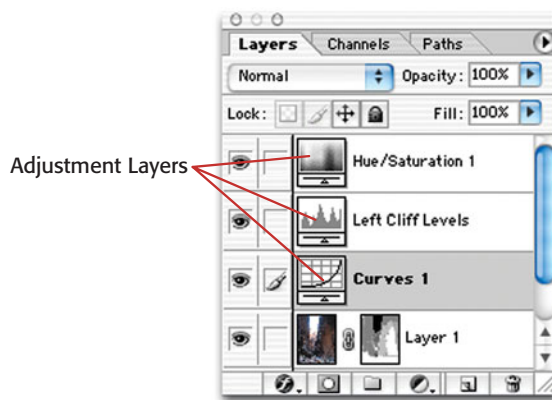 Layers Channels Paths
Normal Opacity: 100%
Lock: Fill: 100%
Adjustment Layers
Hue/Saturation 1
Left Cliff Levels
Curves 1
Layer 1